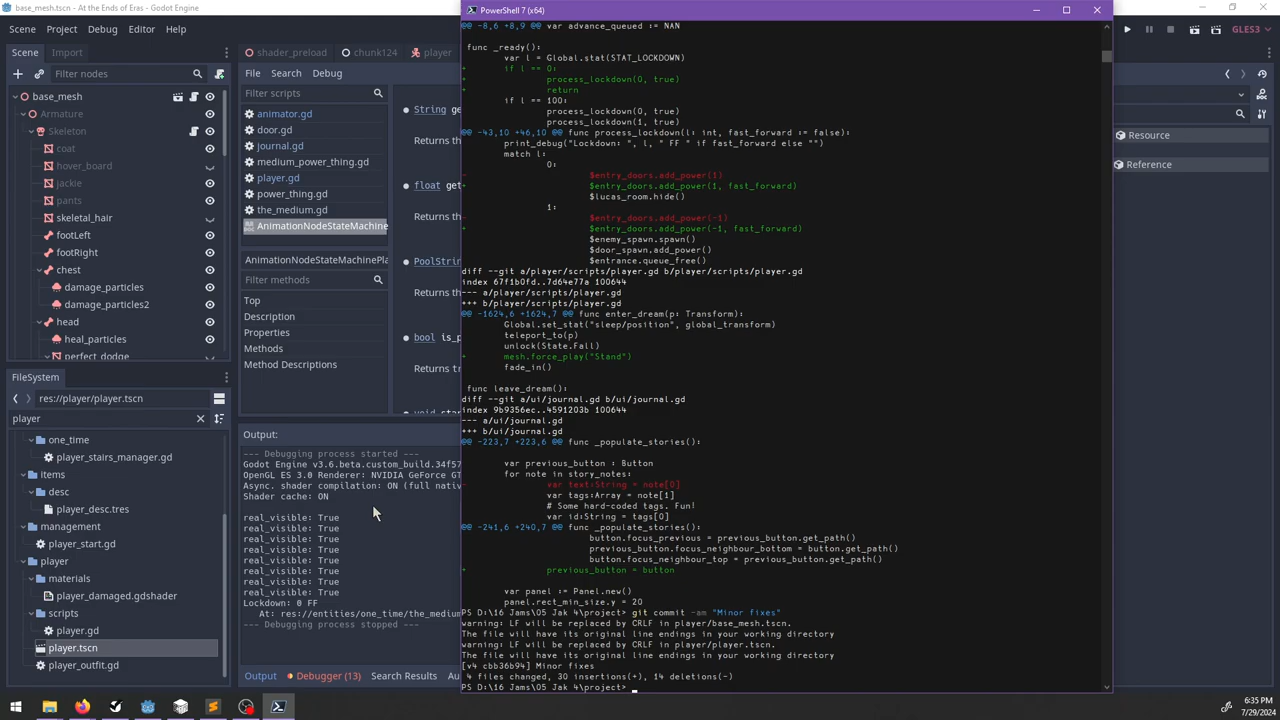 base_mesh.tscn - At the Ends of Eras - Godot Engine
Scene Project Debug Editor Help
GLES3
Scene Import
Filter nodes
base_mesh
Armature
Skeleton
coat
hover_board
jackie
pants
skeletal_hair
footLeft
footRight
chest
damage_particles
damage_particles2
head
heal_particles
perfect_dodge
FileSystem
res://player/player.tscn
player
one_time
player_stairs_manager.gd
Items
desc
player_desc.tres
management
player_start.gd
player
materials
player_damaged.gdshader
scripts
player.gd
player.tscn
player_outfit.gd
shader_preload chunk124 player
File Search Debug
Filter scripts
animator.gd
door.gd
journal.gd
medium_power_thing.gd
player.gd
power_thing.gd
the_medium.gd
AnimationNodeStateMachine
AnimationNodeStateMachinePla
Filter methods
Top
Description
Properties
Methods
Method Descriptions
String ge
Returns th
float get
Returns th
PoolStrin
Returns th
bool is_p
Returns tr
void star
Output:
--- Debugging process started ---
Godot Engine v3.6.beta.custom_build.34f57
OpenGL ES 3.0 Renderer: NVIDIA GeForce GT
Async. shader compilation: ON (full nativ
Shader cache: ON
real_visible: True
real_visible: True
real_visible: True
real_visible: True
real_visible: True
real_visible: True
real_visible: True
real_visible: True
Lockdown: 0 FF
At: res://entities/one_time/the_medium
--- Debugging process stopped ---
Output Debugger (13) Search Results Au
PowerShell 7 (x64)
@@ -8,6 +8,9 @@ var advance_queued := NAN
func _ready():
var l = Global.stat(STAT_LOCKDOWN)
+ if l == 0:
+ process_lockdown(0, true)
+ return
if l == 100:
process_lockdown(0, true)
process_lockdown(1, true)
@@ -43,10 +46,10 @@ func process_lockdown(l: int, fast_forward := false):
print_debug("Lockdown: ", l, " FF " if fast_forward else "")
match l:
0:
- $entry_doors.add_power(1)
+ $entry_doors.add_power(1, fast_forward)
$lucas_room.hide()
1:
- $entry_doors.add_power(-1)
+ $entry_doors.add_power(-1, fast_forward)
$enemy_spawn.spawn()
$door_spawn.add_power()
$entrance.queue_free()
diff --git a/player/scripts/player.gd b/player/scripts/player.gd
index 67f1b0fd..7d64e77a 100644
--- a/player/scripts/player.gd
+++ b/player/scripts/player.gd
@@ -1624,6 +1624,7 @@ func enter_dream(p: Transform):
Global.set_stat("sleep/position", global_transform)
teleport_to(p)
unlock(State.Fall)
+ mesh.force_play("Stand")
fade_in()
func leave_dream():
diff --git a/ui/journal.gd b/ui/journal.gd
index 9b9356ec..4591203b 100644
--- a/ui/journal.gd
+++ b/ui/journal.gd
@@ -223,7 +223,6 @@ func _populate_stories():
var previous_button : Button
for note in story_notes:
- var text:String = note[0]
var tags:Array = note[1]
# Some hard-coded tags. Fun!
var id:String = tags[0]
@@ -241,6 +240,7 @@ func _populate_stories():
button.focus_previous = previous_button.get_path()
previous_button.focus_neighbour_bottom = button.get_path()
button.focus_neighbour_top = previous_button.get_path()
+ previous_button = button
var panel := Panel.new()
panel.rect_min_size.y = 20
PS D:\16 Jams\05 Jak 4\project> git commit -am "Minor fixes"
warning: LF will be replaced by CRLF in player/base_mesh.tscn.
The file will have its original line endings in your working directory
warning: LF will be replaced by CRLF in player/player.tscn.
The file will have its original line endings in your working directory
[v4 cbb36b94] Minor fixes
4 files changed, 30 insertions(+), 14 deletions(-)
PS D:\16 Jams\05 Jak 4\project>
Resource
Reference
6:35 PM
7/29/2024